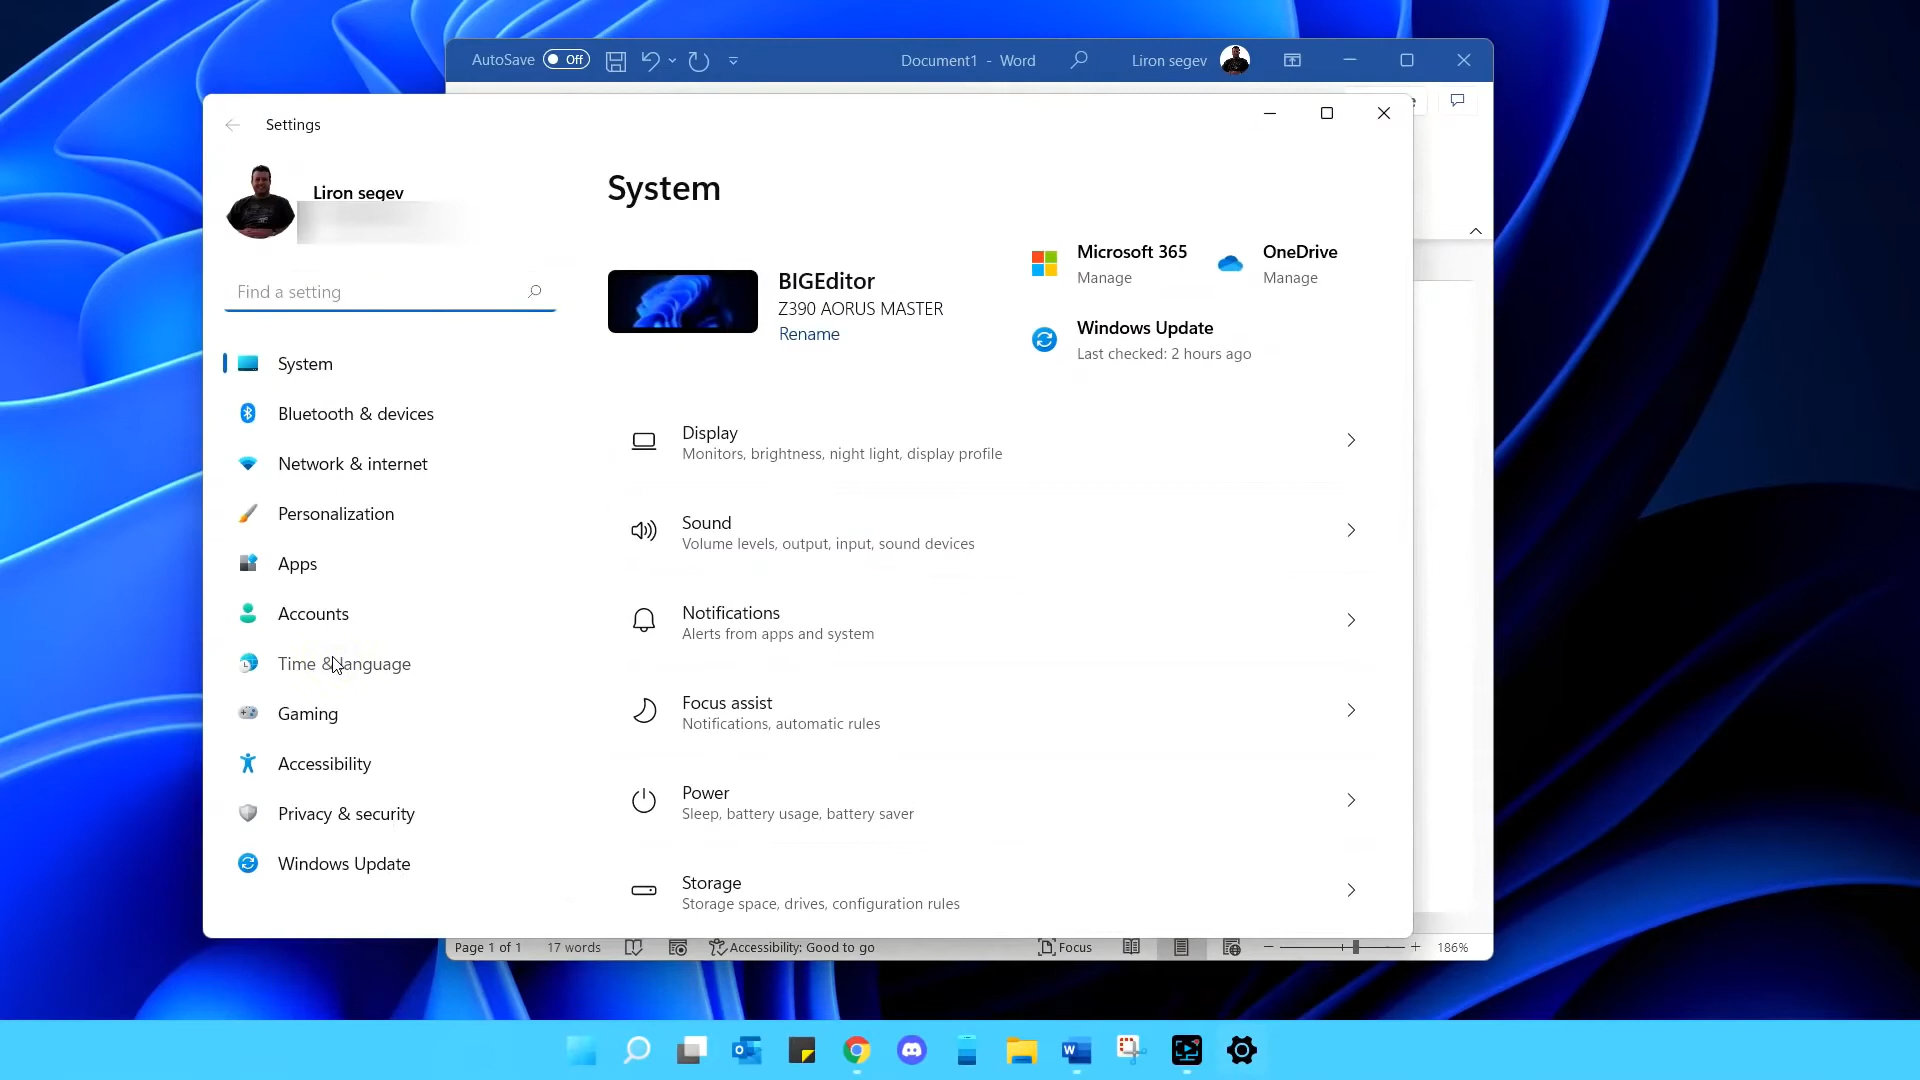 AutoSave Off
Document1 - Word
Liron segev
Settings
Liron segev
Find a setting
System
Bluetooth & devices
Network & internet
Personalization
Apps
Accounts
Time & language
Gaming
Accessibility
Privacy & security
Windows Update
System
BIGEditor
Z390 AORUS MASTER
Rename
Microsoft 365
Manage
OneDrive
Manage
Windows Update
Last checked: 2 hours ago
Display
Monitors, brightness, night light, display profile
Sound
Volume levels, output, input, sound devices
Notifications
Alerts from apps and system
Focus assist
Notifications, automatic rules
Power
Sleep, battery usage, battery saver
Storage
Storage space, drives, configuration rules
Page 1 of 1 17 words Accessibility: Good to go Focus 186%